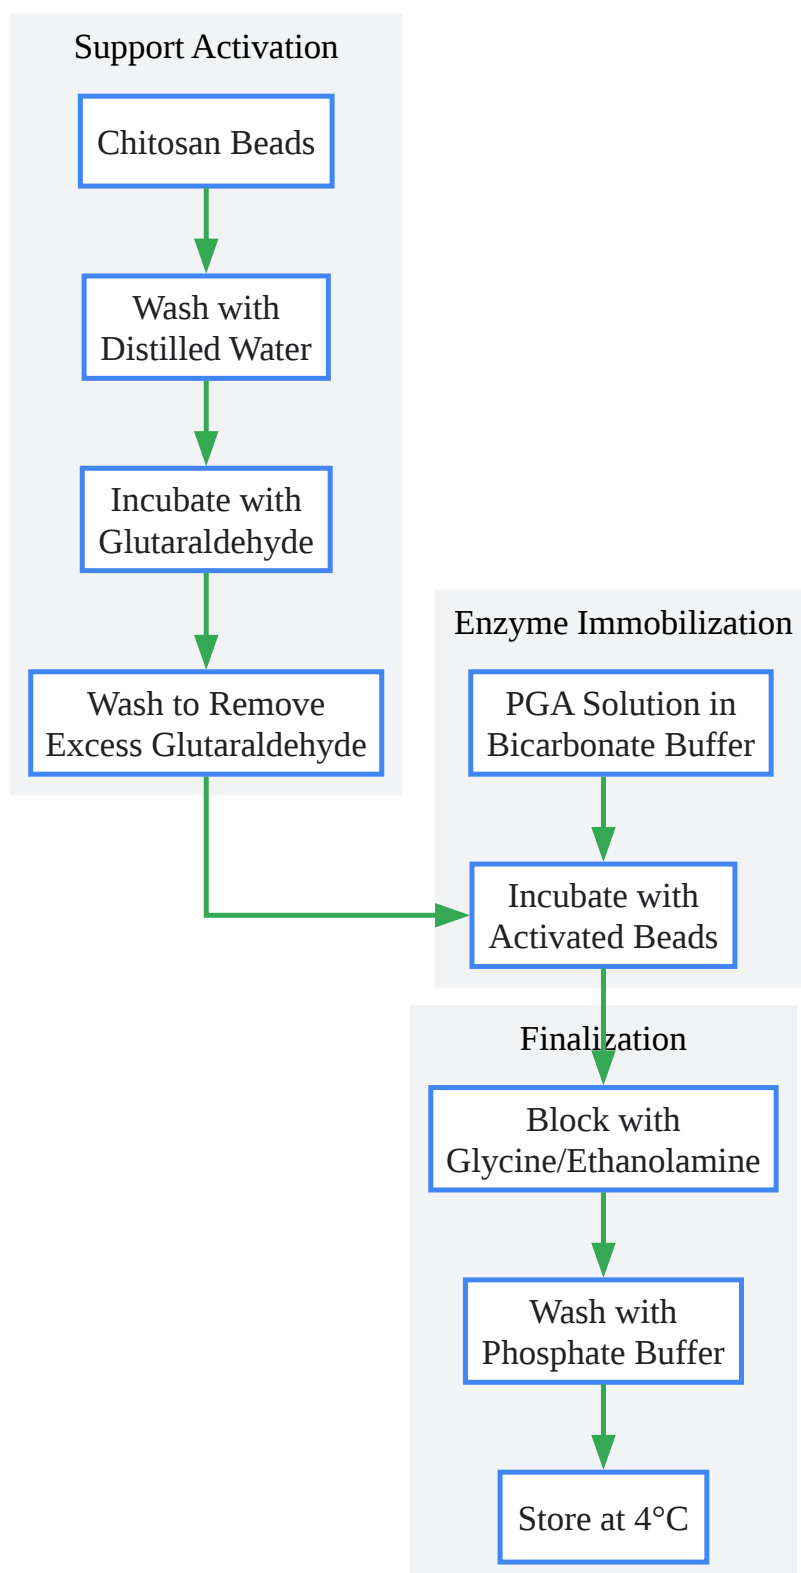 Support Activation
Chitosan Beads
Wash with
Distilled Water
Incubate with
Glutaraldehyde
Wash to Remove
Excess Glutaraldehyde
Enzyme Immobilization
PGA Solution in
Bicarbonate Buffer
Incubate with
Activated Beads
Finalization
Block with
Glycine/Ethanolamine
Wash with
Phosphate Buffer
Store at 4°C